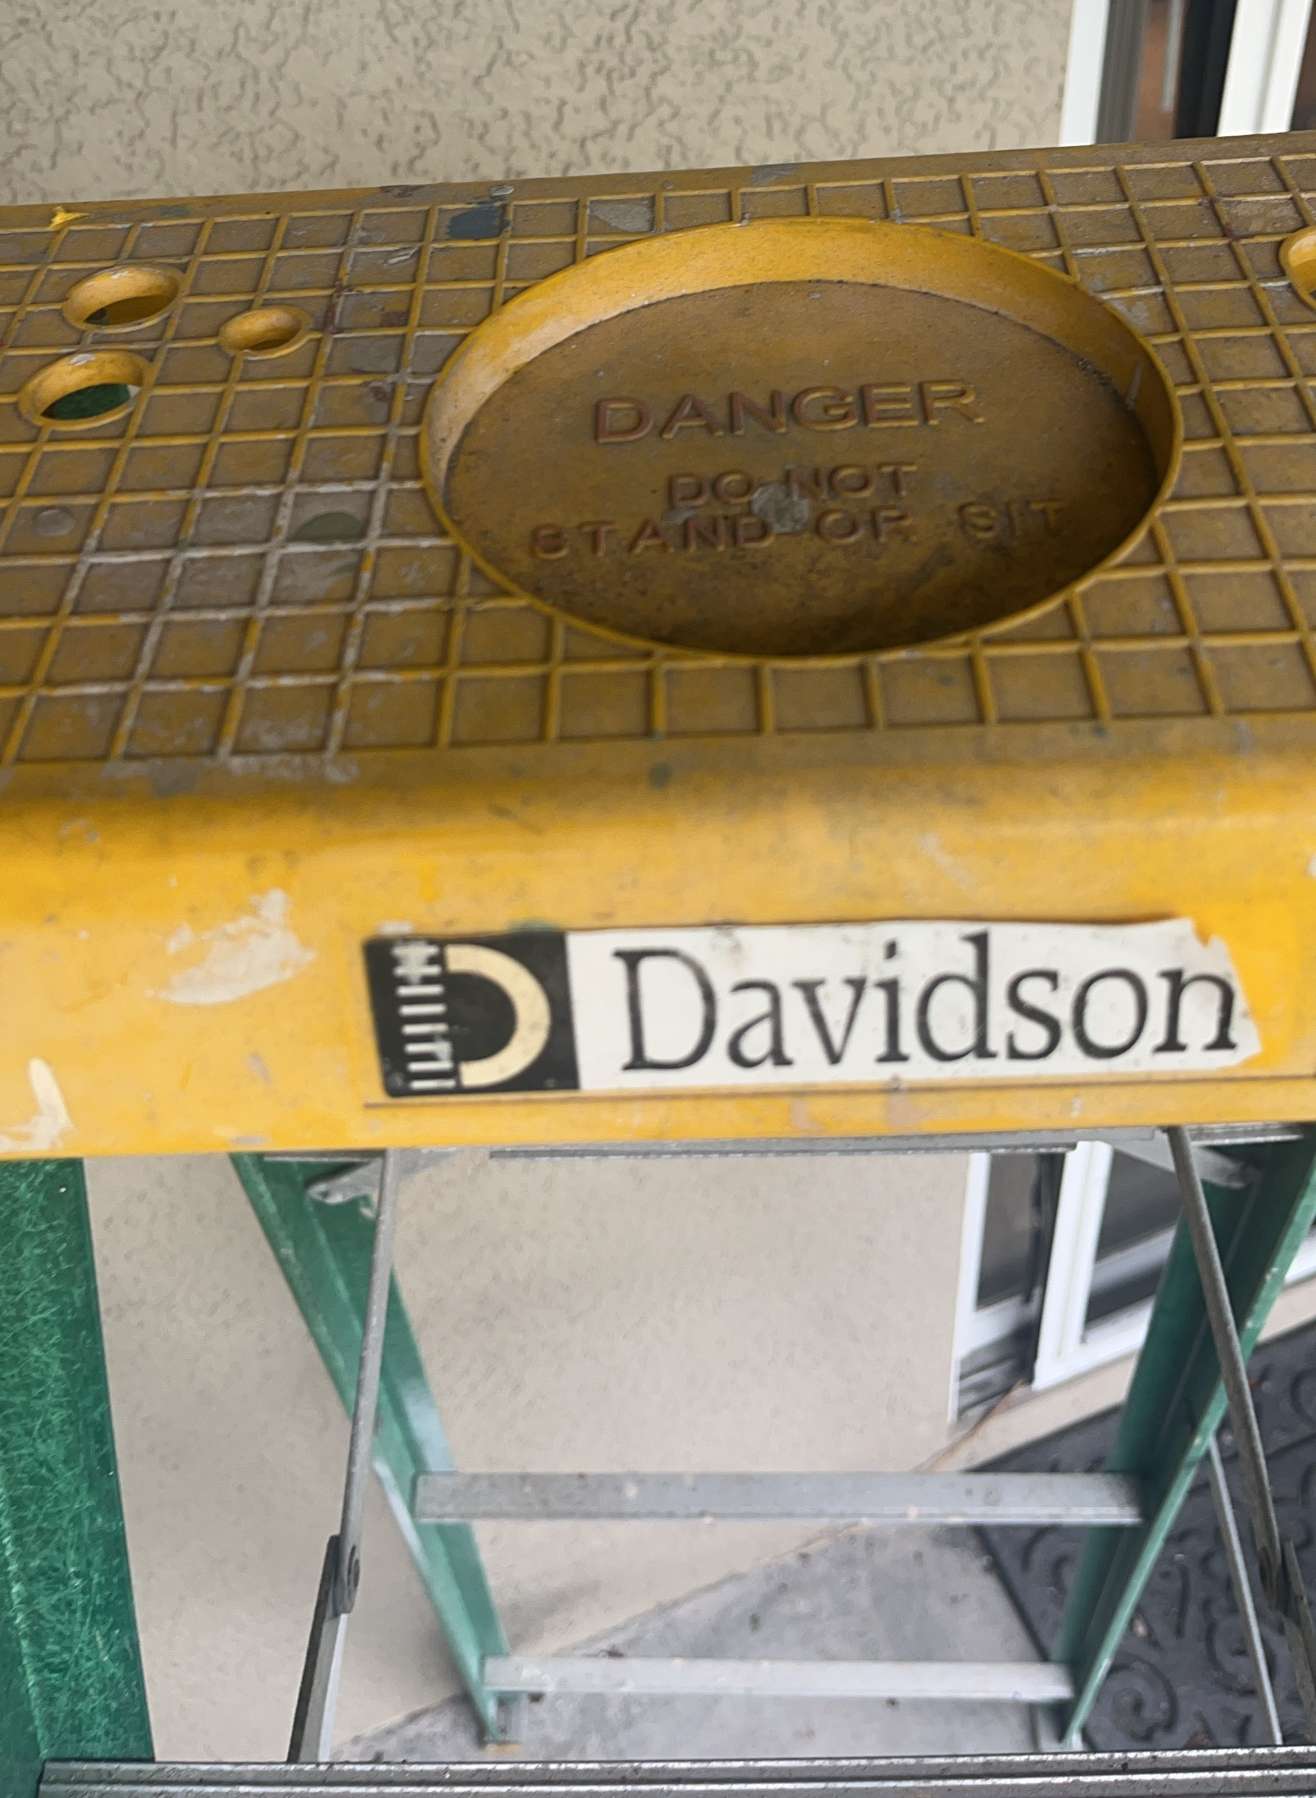 DANGER
DO NOT
STAND OR SIT
Davidson